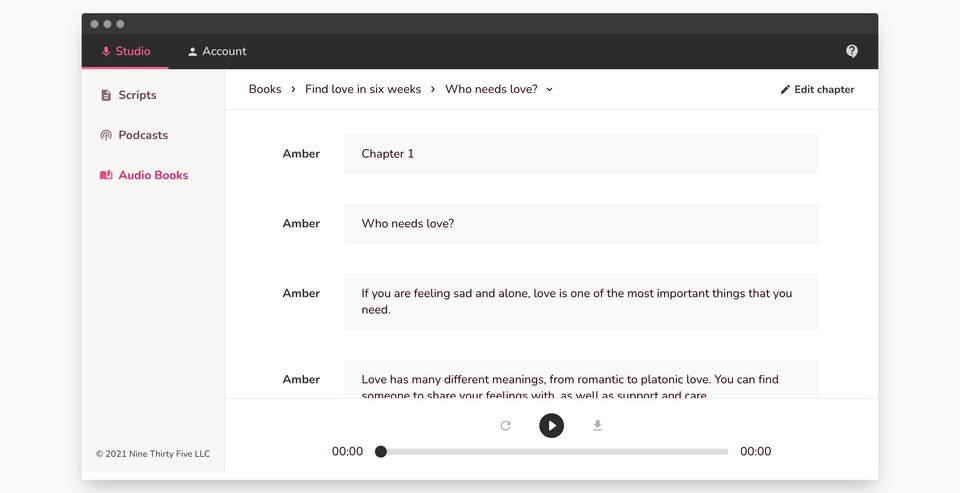 Studio
Account
Scripts
Podcasts
Audio Books
© 2021 Nine Thirty Five LLC
Books > Find love in six weeks > Who needs love?
Edit chapter
Amber
Chapter 1
Amber
Who needs love?
Amber
If you are feeling sad and alone, love is one of the most important things that you
need.
Amber
Love has many different meanings, from romantic to platonic love. You can find
someone to share your feelings with, as well as support and care
00:00
00:00